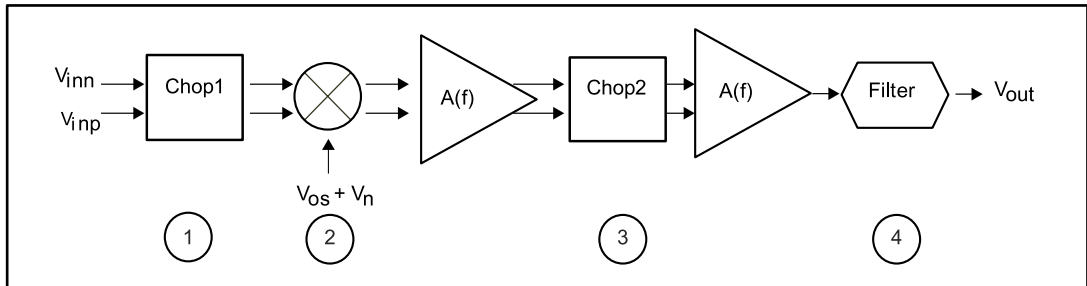 Vinn
Vinp
Chop1
Vos + Vn
A(f)
Chop2
A(f)
Filter
Vout
1
2
3
4